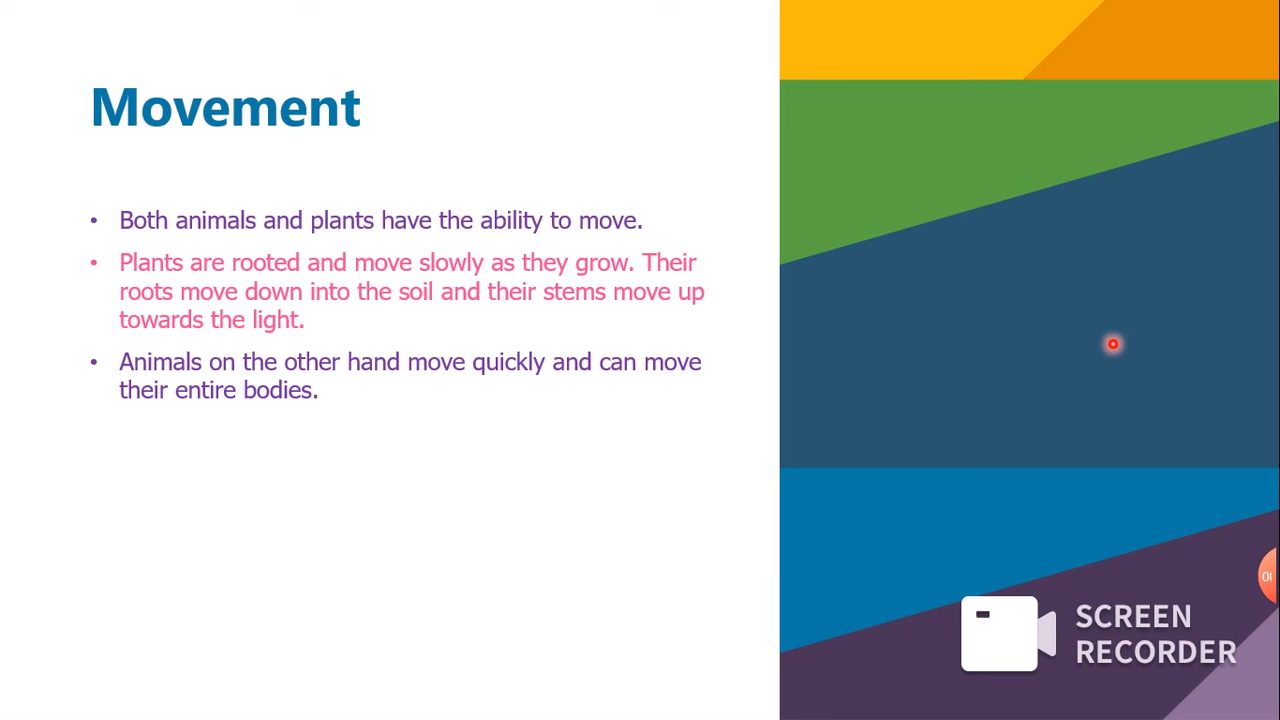 Movement
• Both animals and plants have the ability to move.
• Plants are rooted and move slowly as they grow. Their
roots move down into the soil and their stems move up
towards the light.
• Animals on the other hand move quickly and can move
their entire bodies.
SCREEN
RECORDER